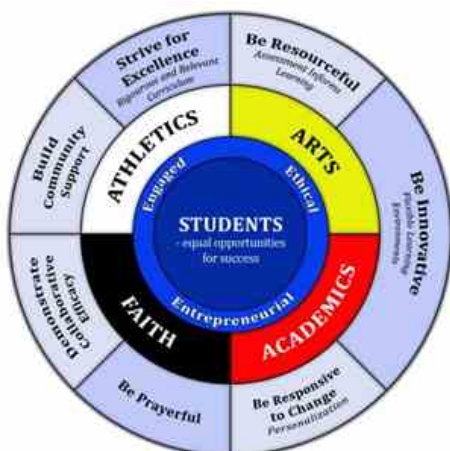 Strive for
Excellence
Rigourous and Relevant
Curriculum
Be Resourceful
Assessment Informs
Learning
Be Innovative
Flexible Learning
Environments
Be Responsive
to Change
Personalization
Be Prayerful
Demonstrate
Collaborative
Efficacy
Build
Community
Support
ATHLETICS
ARTS
ACADEMICS
FAITH
Engaged
Ethical
Entrepreneurial
STUDENTS
- equal opportunities
for success